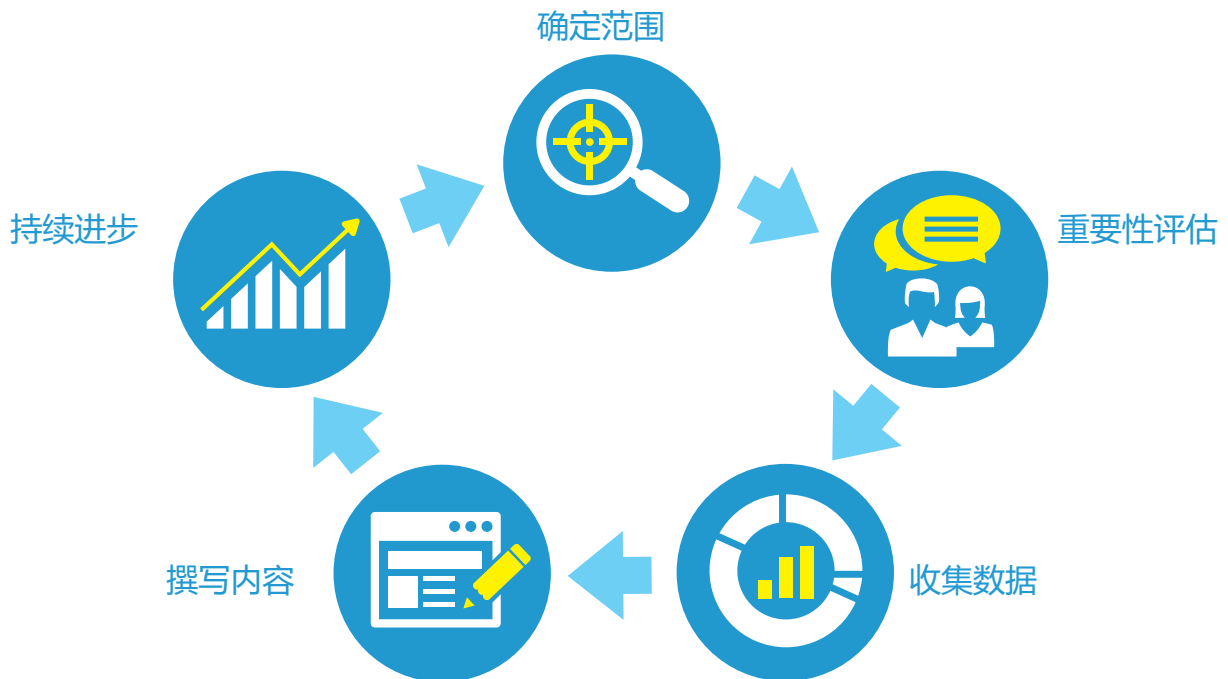 确定范围
重要性评估
收集数据
撰写内容
持续进步